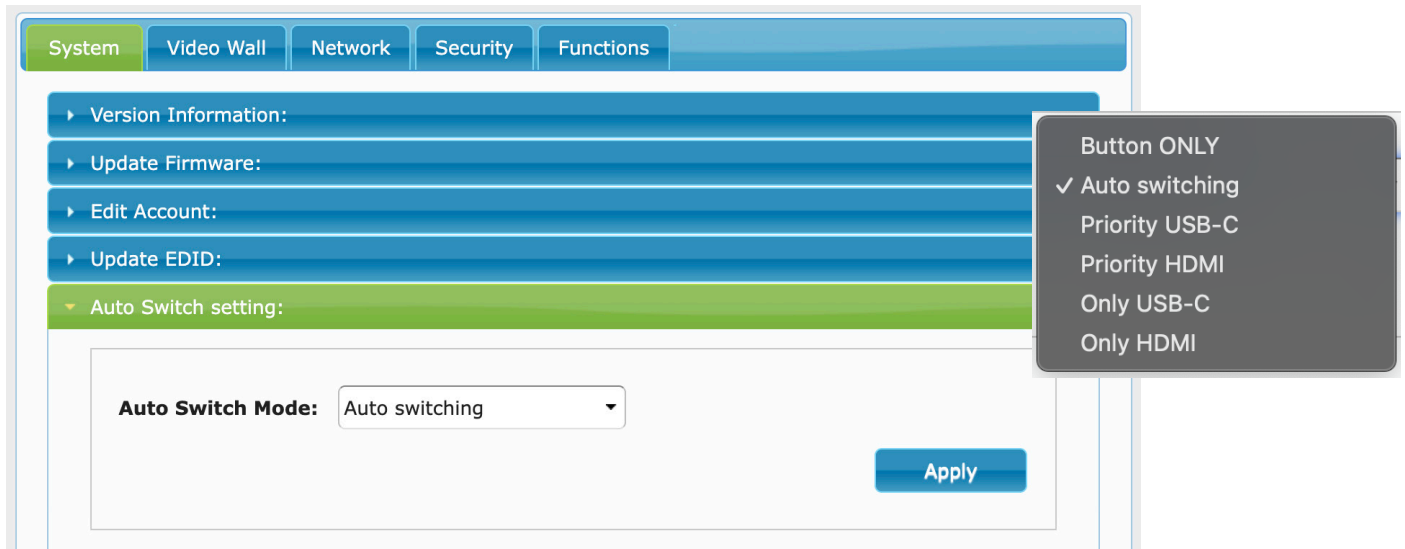 System Video Wall Network Security Functions
Version Information:
Update Firmware:
Edit Account:
Update EDID:
Auto Switch setting:
Auto Switch Mode: Auto switching
Apply
Button ONLY
✓ Auto switching
Priority USB-C
Priority HDMI
Only USB-C
Only HDMI